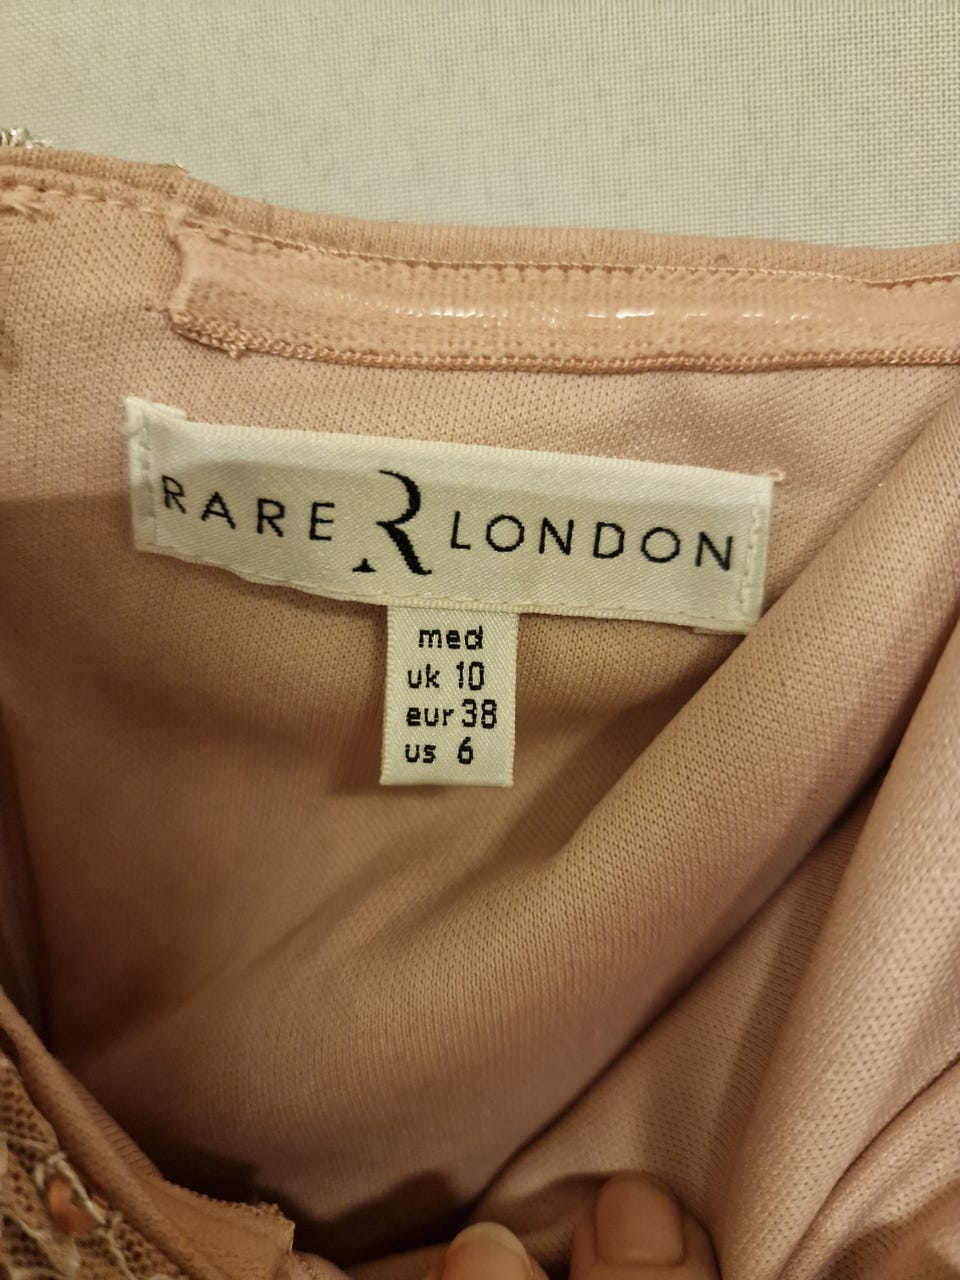 RARE R LONDON
med
uk 10
eur 38
us 6